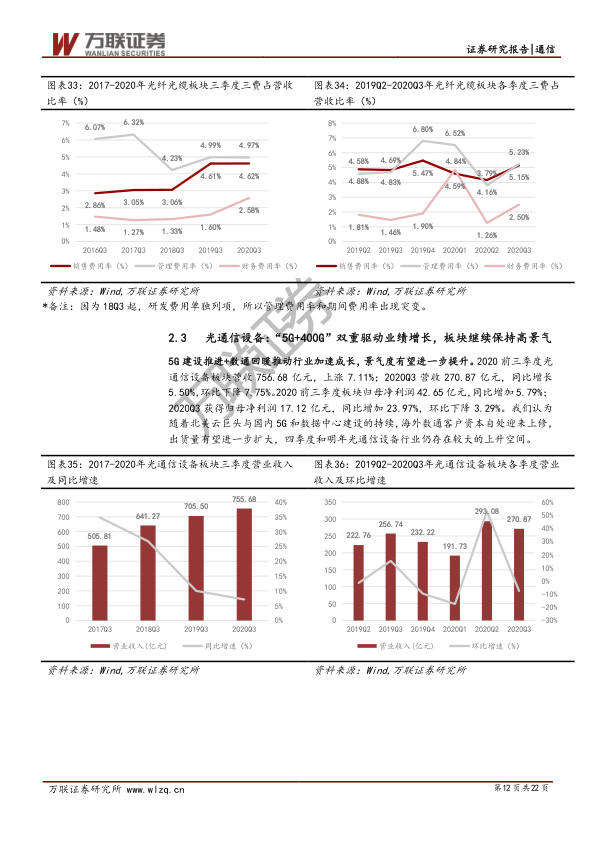 万联证券
WANLIAN SECURITIES
证券研究报告|通信
图表33：2017-2020年光纤光缆板块三季度三费占营收
比率（%）
7%
6%
5%
4%
3%
2%
1%
0%
6.07%
6.32%
4.23%
4.99%
4.97%
2.86%
3.05%
3.06%
4.61%
4.62%
1.48%
1.27%
1.33%
1.60%
2.58%
2016Q3 2017Q3 2018Q3 2019Q3 2020Q3
销售费用率（%） 管理费用率（%） 财务费用率（%）
图表34：2019Q2-2020Q3年光纤光缆板块各季度三费占
营收比率（%）
8%
7%
6%
5%
4%
3%
2%
1%
0%
4.58%
4.69%
6.80%
6.52%
3.79%
5.23%
4.88%
4.83%
5.47%
4.84%
4.59%
4.16%
5.15%
1.81%
1.46%
1.90%
1.26%
2.50%
2019Q2 2019Q3 2019Q4 2020Q1 2020Q2 2020Q3
销售费用率（%） 管理费用率（%） 财务费用率（%）
资料来源：Wind,万联证券研究所
资料来源：Wind,万联证券研究所
*备注：因为18Q3起，研发费用单独列项，所以管理费用率和期间费用率出现突变。
2.3 光通信设备：“5G+400G”双重驱动业绩增长，板块继续保持高景气
5G建设推进+数通回暖推动行业加速成长，景气度有望进一步提升。2020前三季度光
通信设备板块营收756.68亿元，上涨7.11%；2020Q3营收270.87亿元，同比增长
5.50%,环比下降7.75%。2020前三季度板块归母净利润42.65亿元,同比增加5.79%；
2020Q3获得归母净利润17.12亿元，同比增加23.97%，环比下降3.29%。我们认为
随着北美云巨头与国内5G和数据中心建设的持续,海外数通客户资本自处迎来上修,
出货量有望进一步扩大，四季度和明年光通信设备行业仍存在较大的上升空间。
万联证券
图表35：2017-2020年光通信设备板块三季度营业收入
及同比增速
800
700
600
500
400
300
200
100
0
505.81
641.27
705.50
755.68
40%
35%
30%
25%
20%
15%
10%
5%
0%
2017Q3 2018Q3 2019Q3 2020Q3
营业收入(亿元) 同比增速（%）
图表36：2019Q2-2020Q3年光通信设备板块各季度营业
收入及环比增速
350
300
250
200
150
100
50
0
222.76
256.74
232.22
191.73
293.08
270.87
60%
50%
40%
30%
20%
10%
0%
-10%
-20%
-30%
2019Q2 2019Q3 2019Q4 2020Q1 2020Q2 2020Q3
营业收入(亿元) 环比增速（%）
资料来源：Wind,万联证券研究所
资料来源：Wind,万联证券研究所
万联证券研究所 www.wlzq.cn
第12页共22页